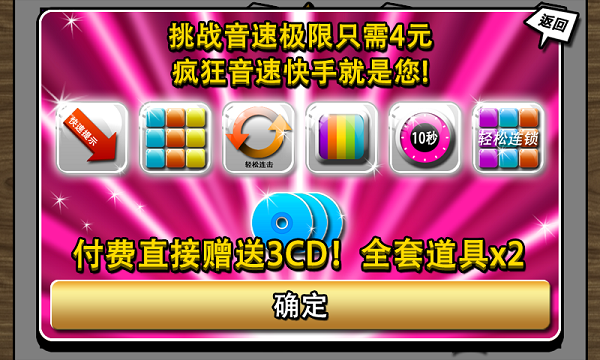 返回
挑战音速极限只需4元
疯狂音速快手就是您!
快速提示
轻松连击
10秒
轻松连锁
付费直接赠送3CD！全套道具x2
确定